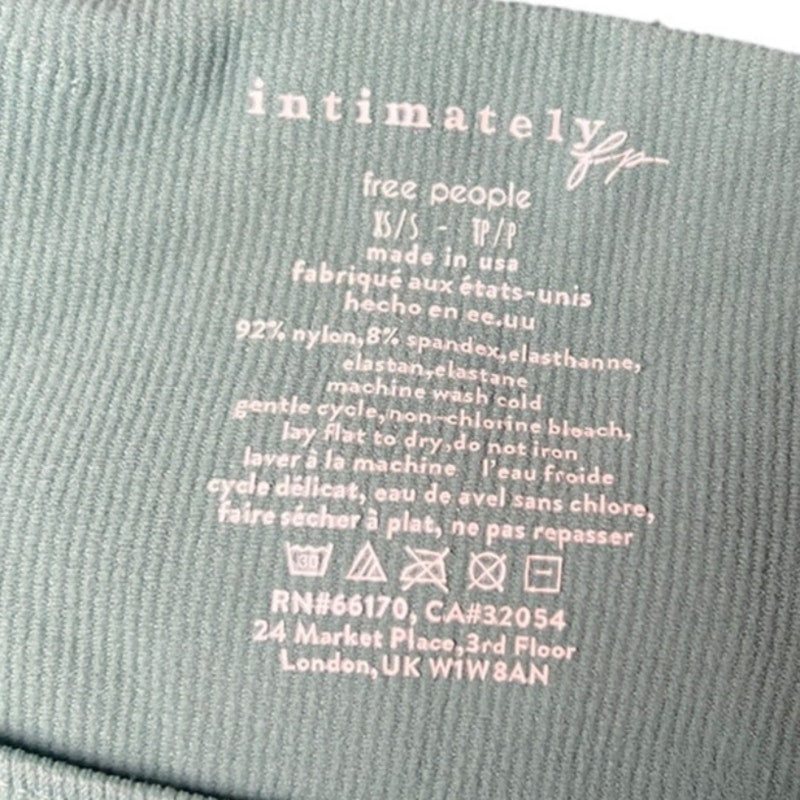 intimately fp
free people
XS/S - TP/P
made in usa
fabriqué aux états-unis
hecho en ee.uu
92% nylon,8% spandex,elasthanne,
elastan,elastane
machine wash cold
gentle cycle,non-chlorine bleach,
lay flat to dry,do not iron
laver à la machine l'eau froide
cycle délicat, eau de avel sans chlore,
faire sécher à plat, ne pas repasser
30
RN#66170, CA#32054
24 Market Place,3rd Floor
London,UK W1W8AN